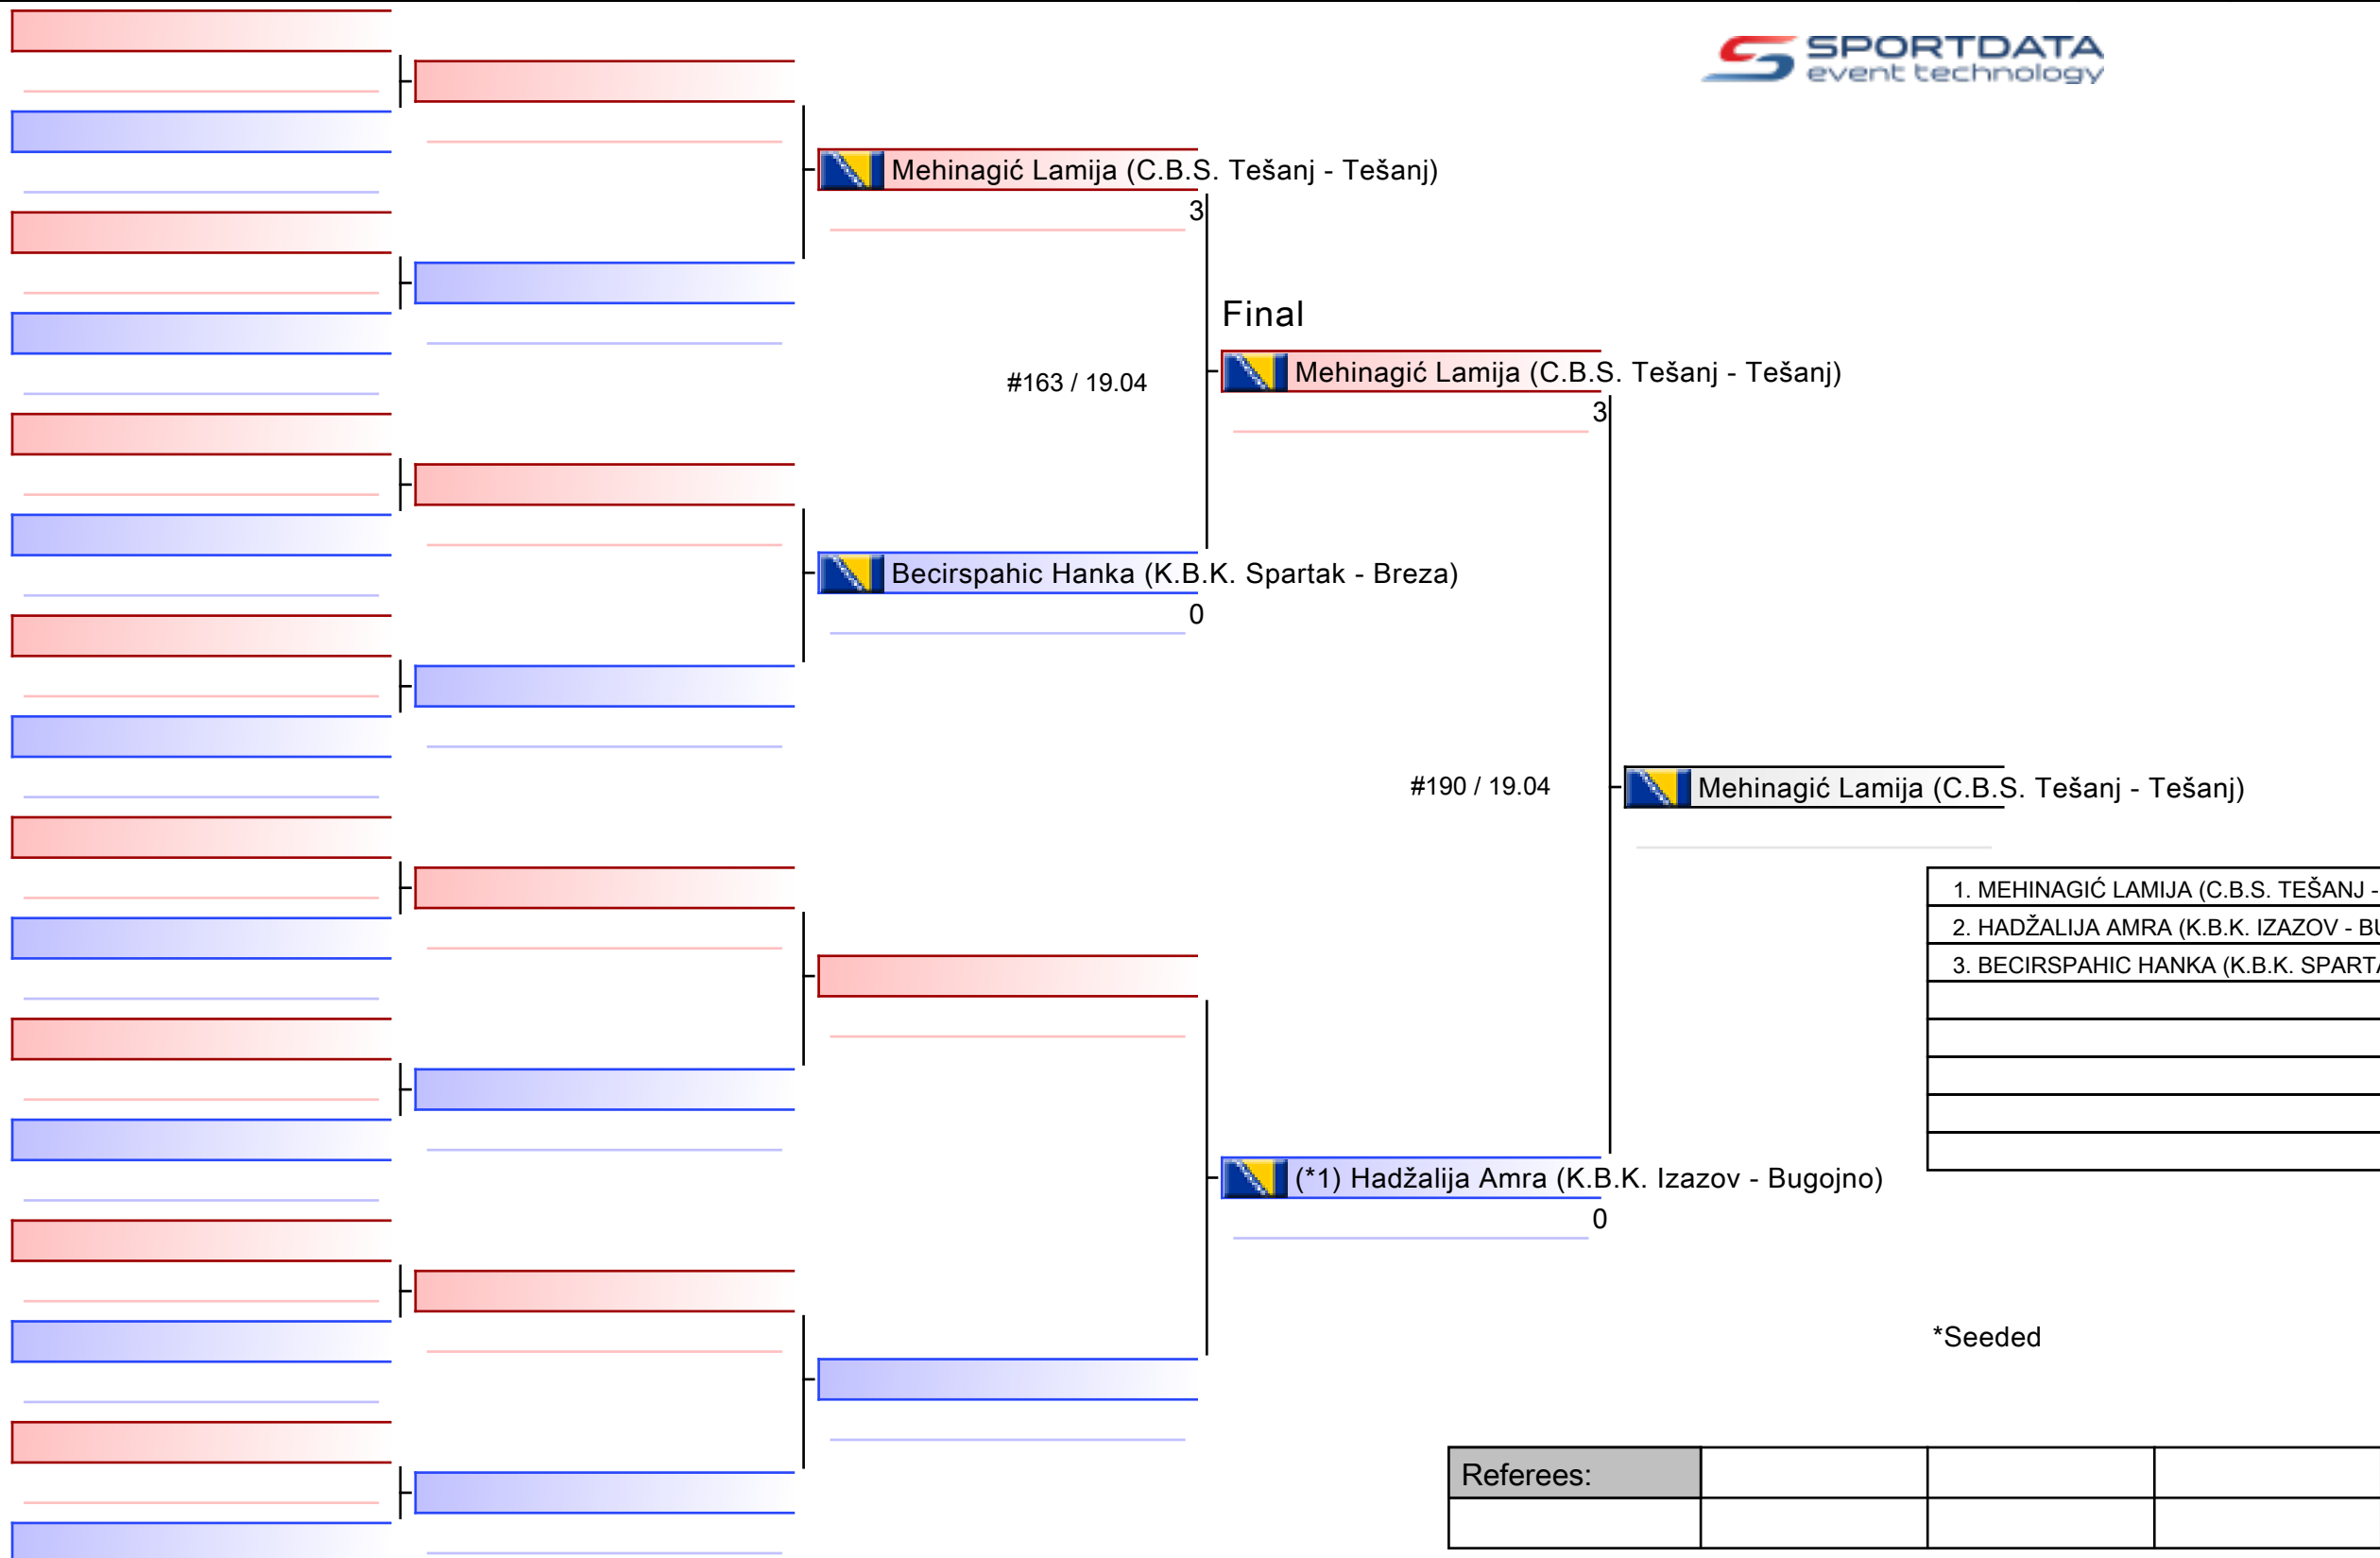 SPORTDATA
event technology
Mehinagić Lamija (C.B.S. Tešanj - Tešanj)
3
Final
#163 / 19.04
Mehinagić Lamija (C.B.S. Tešanj - Tešanj)
3
Becirspahic Hanka (K.B.K. Spartak - Breza)
0
#190 / 19.04
Mehinagić Lamija (C.B.S. Tešanj - Tešanj)
1. MEHINAGIĆ LAMIJA (C.B.S. TEŠANJ -
2. HADŽALIJA AMRA (K.B.K. IZAZOV - BU
3. BECIRSPAHIC HANKA (K.B.K. SPARTA
(*1) Hadžalija Amra (K.B.K. Izazov - Bugojno)
0
*Seeded
Referees: